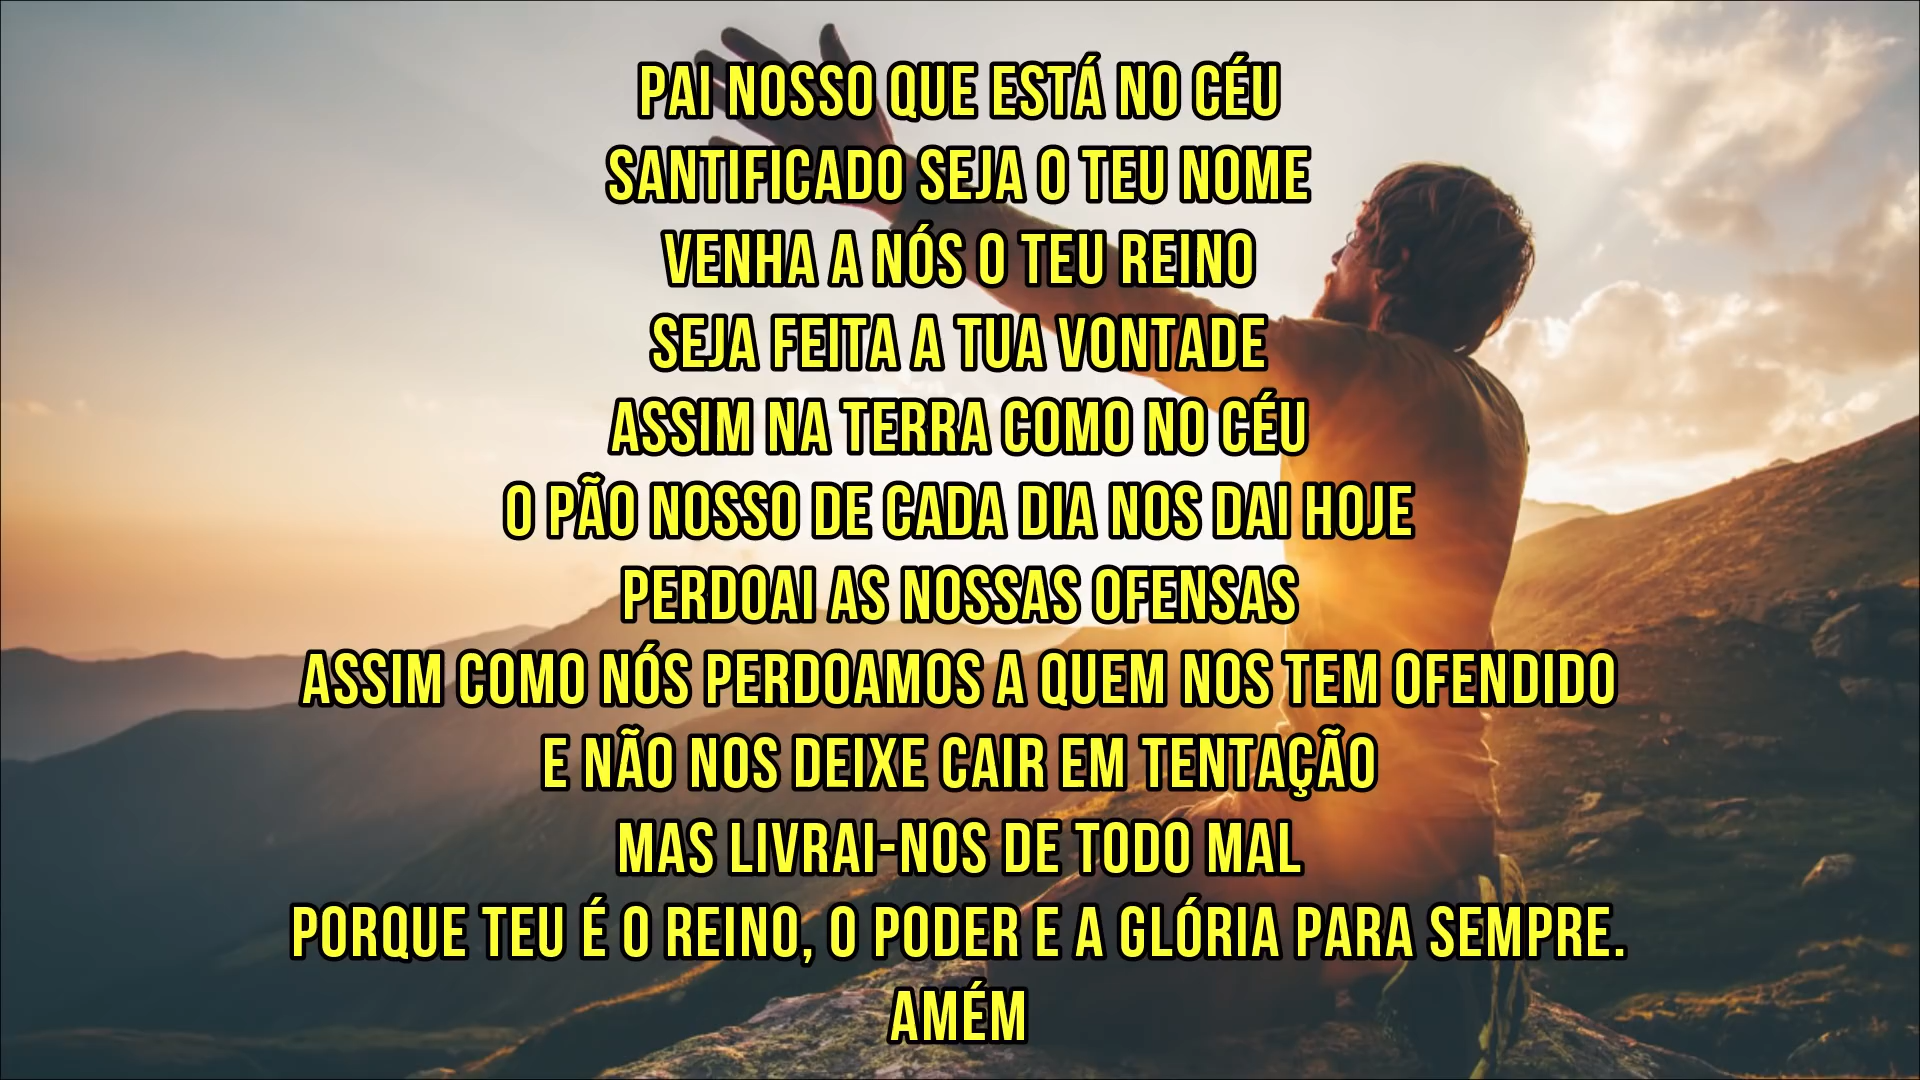 PAI NOSSO QUE ESTÁ NO CÉU
SANTIFICADO SEJA O TEU NOME
VENHA A NÓS O TEU REINO
SEJA FEITA A TUA VONTADE
ASSIM NA TERRA COMO NO CÉU
O PÃO NOSSO DE CADA DIA NOS DAI HOJE
PERDOAI AS NOSSAS OFENSAS
ASSIM COMO NÓS PERDOAMOS A QUEM NOS TEM OFENDIDO
E NÃO NOS DEIXE CAIR EM TENTAÇÃO
MAS LIVRAI-NOS DE TODO MAL
PORQUE TEU É O REINO, O PODER E A GLÓRIA PARA SEMPRE.
AMÉM